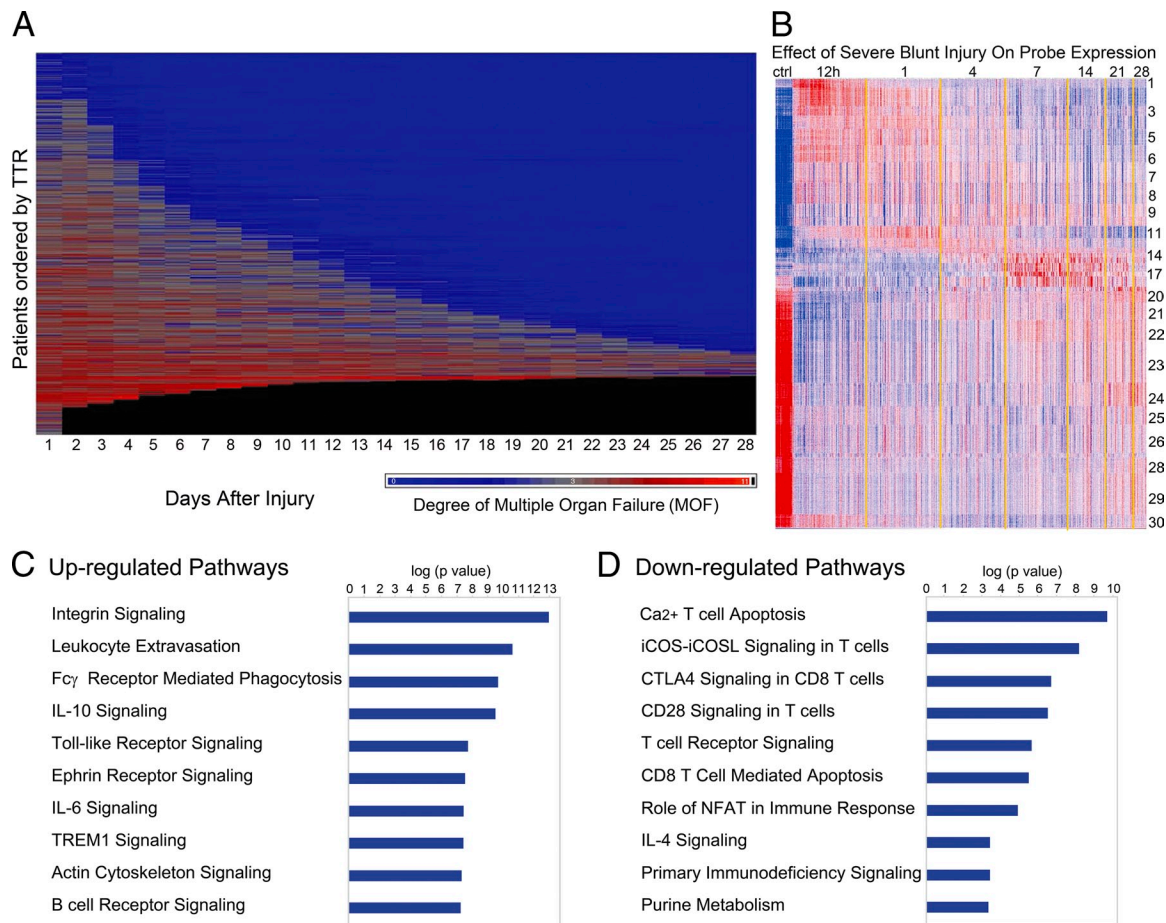 A
Patients ordered by TTR
1 2 3 4 5 6 7 8 9 10 11 12 13 14 15 16 17 18 19 20 21 22 23 24 25 26 27 28
Days After Injury
0 3 11
Degree of Multiple Organ Failure (MOF)
B
Effect of Severe Blunt Injury On Probe Expression
ctrl 12h 1 4 7 14 21 28
1
3
5
6
7
8
9
11
14
17
20
21
22
23
24
25
26
28
29
30
C Up-regulated Pathways
log (p value)
0 1 2 3 4 5 6 7 8 9 10 11 12 13
Integrin Signaling
Leukocyte Extravasation
Fcγ Receptor Mediated Phagocytosis
IL-10 Signaling
Toll-like Receptor Signaling
Ephrin Receptor Signaling
IL-6 Signaling
TREM1 Signaling
Actin Cytoskeleton Signaling
B cell Receptor Signaling
D Down-regulated Pathways
log (p value)
0 1 2 3 4 5 6 7 8 9 10
Ca2+ T cell Apoptosis
iCOS-iCOSL Signaling in T cells
CTLA4 Signaling in CD8 T cells
CD28 Signaling in T cells
T cell Receptor Signaling
CD8 T Cell Mediated Apoptosis
Role of NFAT in Immune Response
IL-4 Signaling
Primary Immunodeficiency Signaling
Purine Metabolism